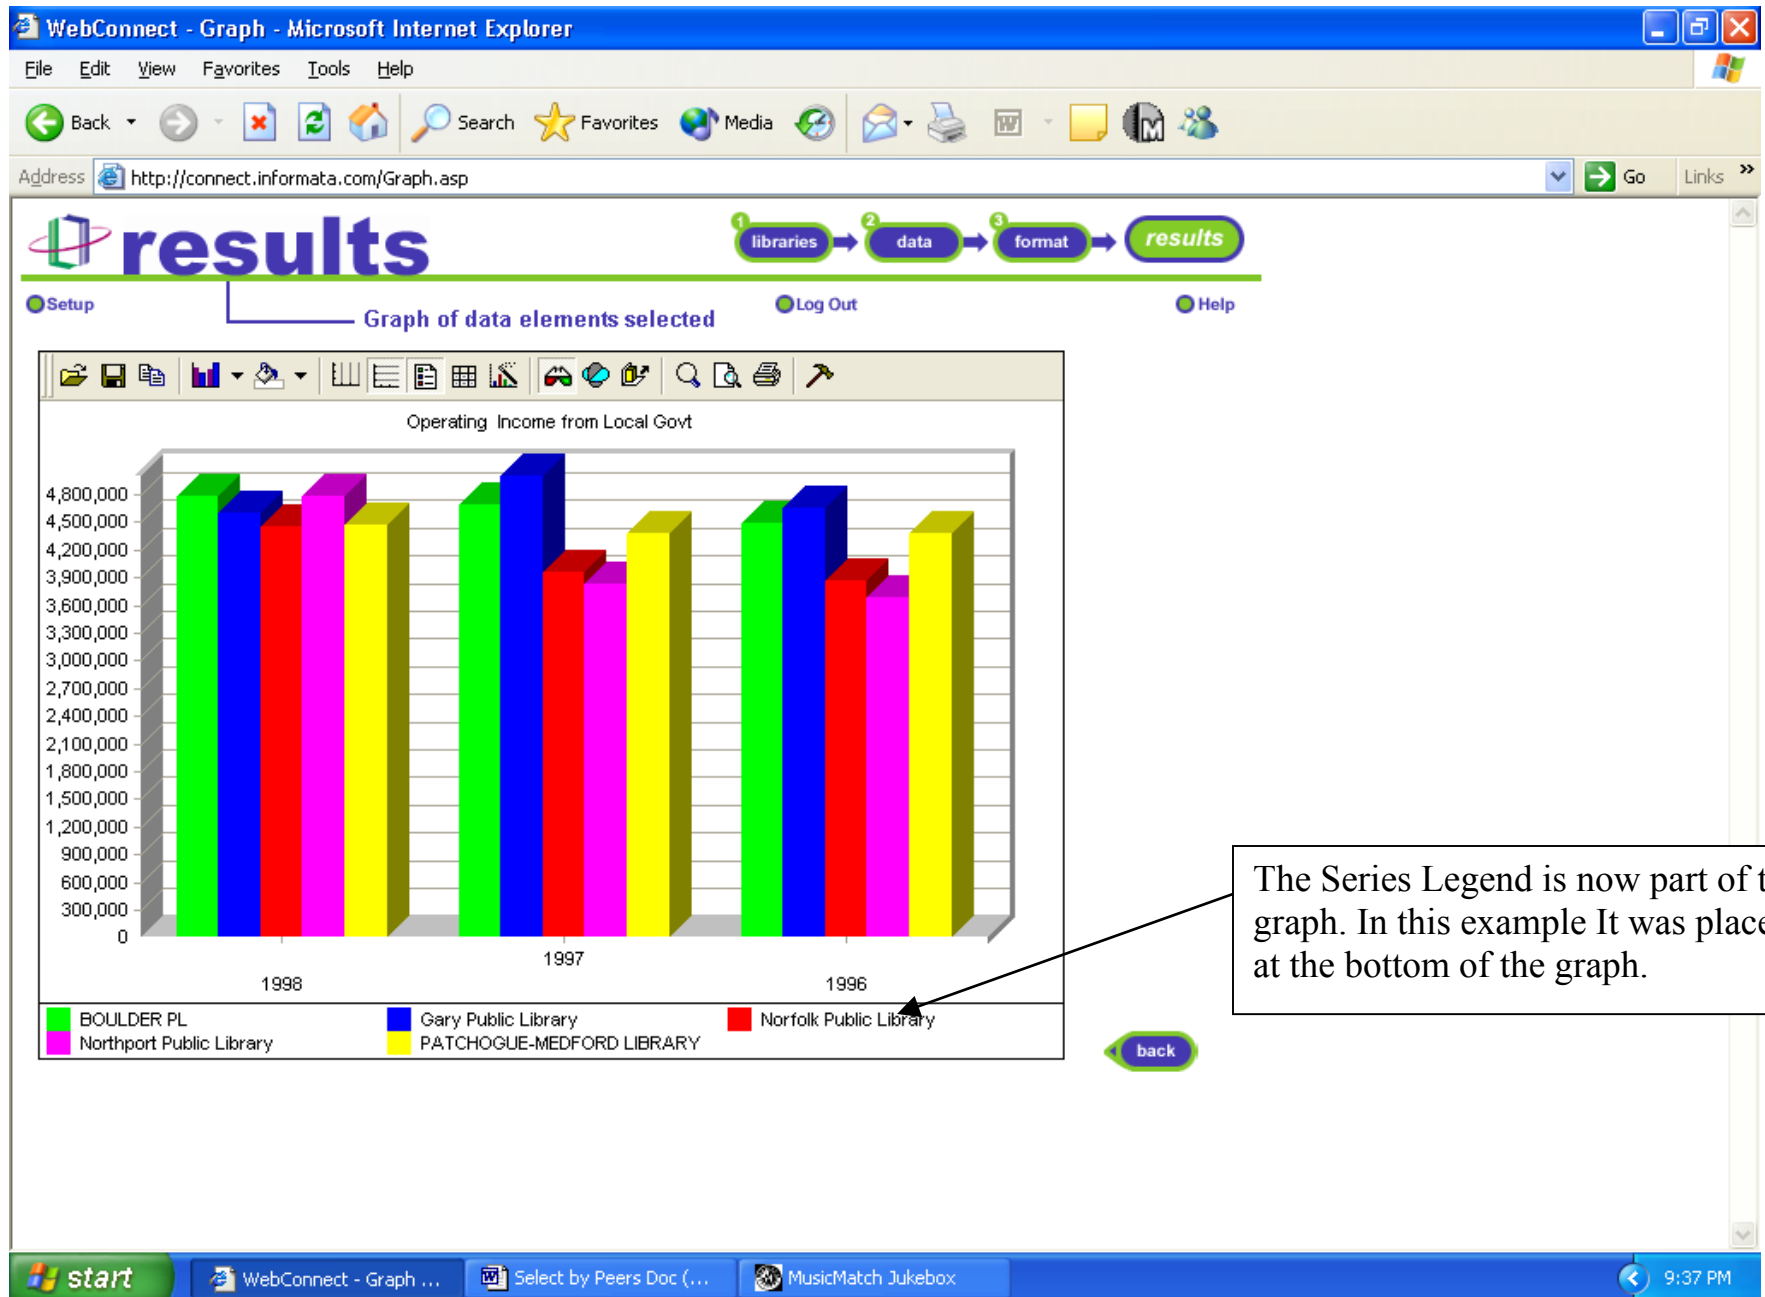 WebConnect - Graph - Microsoft Internet Explorer
File Edit View Favorites Tools Help
Back Search Favorites Media
Address http://connect.informata.com/Graph.asp Go Links »
results
1 libraries 2 data 3 format results
Setup Graph of data elements selected Log Out Help
Operating Income from Local Govt
4,800,000
4,500,000
4,200,000
3,900,000
3,600,000
3,300,000
3,000,000
2,700,000
2,400,000
2,100,000
1,800,000
1,500,000
1,200,000
900,000
600,000
300,000
0
1997
1998 1996
The Series Legend is now part of t
graph. In this example It was place
at the bottom of the graph.
BOULDER PL Gary Public Library Norfolk Public Library
Northport Public Library PATCHOGUE-MEDFORD LIBRARY
back
start WebConnect - Graph ... Select by Peers Doc (... MusicMatch Jukebox 9:37 PM